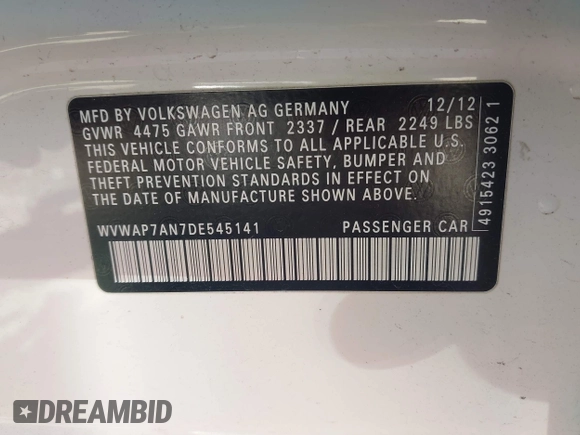 MFD BY VOLKSWAGEN AG GERMANY 12/12
GVWR 4475 GAWR FRONT 2337 / REAR 2249 LBS
THIS VEHICLE CONFORMS TO ALL APPLICABLE U.S.
FEDERAL MOTOR VEHICLE SAFETY, BUMPER AND
THEFT PREVENTION STANDARDS IN EFFECT ON
THE DATE OF MANUFACTURE SHOWN ABOVE.
WVWAP7AN7DE545141 PASSENGER CAR
4915423 3062 1
DREAMBID